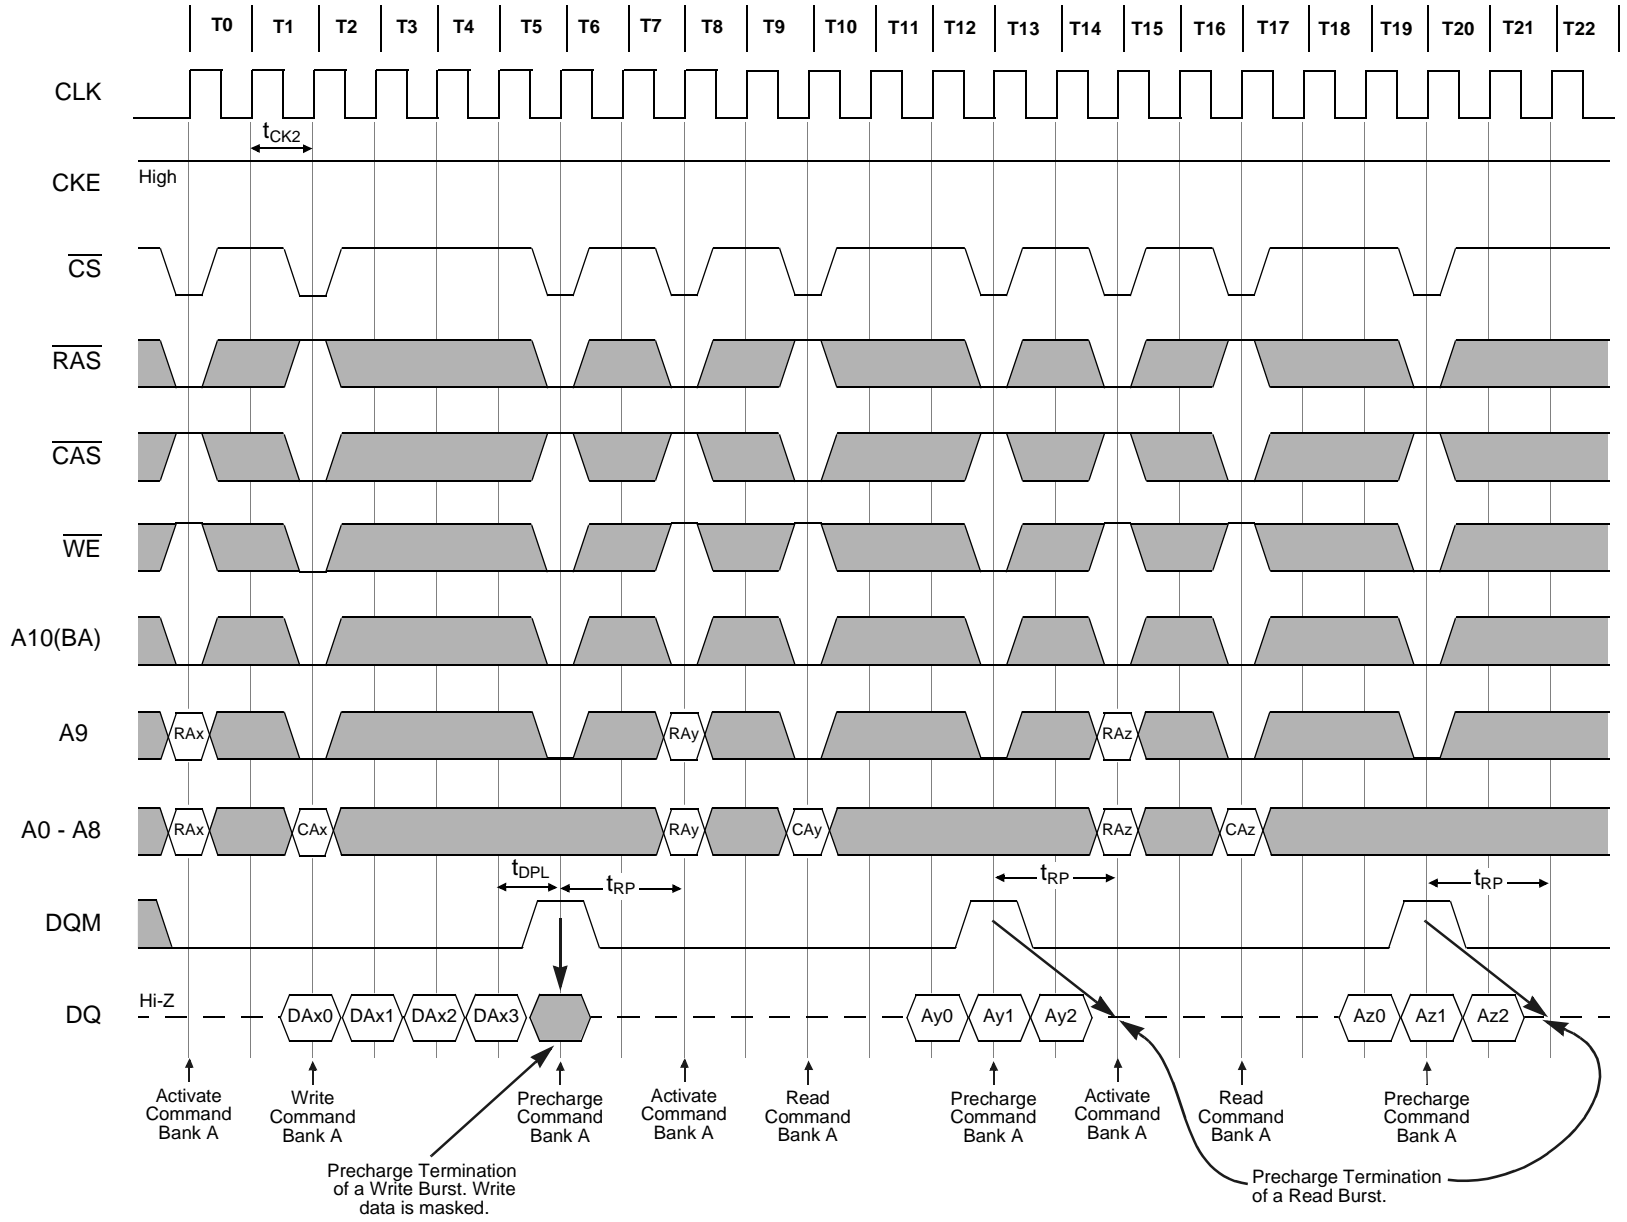 T0 T1 T2 T3 T4 T5 T6 T7 T8 T9 T10 T11 T12 T13 T14 T15 T16 T17 T18 T19 T20 T21 T22
CLK
tCK2
CKE
High
CS
RAS
CAS
WE
A10(BA)
A9
RAx RAy RAz
A0 - A8
RAx CAx RAy CAy RAz CAz
tDPL tRP tRP tRP
DQM
DQ
Hi-Z
DAx0 DAx1 DAx2 DAx3 Ay0 Ay1 Ay2 Az0 Az1 Az2
Activate
Command
Bank A
Write
Command
Bank A
Precharge
Command
Bank A
Activate
Command
Bank A
Read
Command
Bank A
Precharge
Command
Bank A
Activate
Command
Bank A
Read
Command
Bank A
Precharge
Command
Bank A
Precharge Termination
of a Write Burst. Write
data is masked.
Precharge Termination
of a Read Burst.